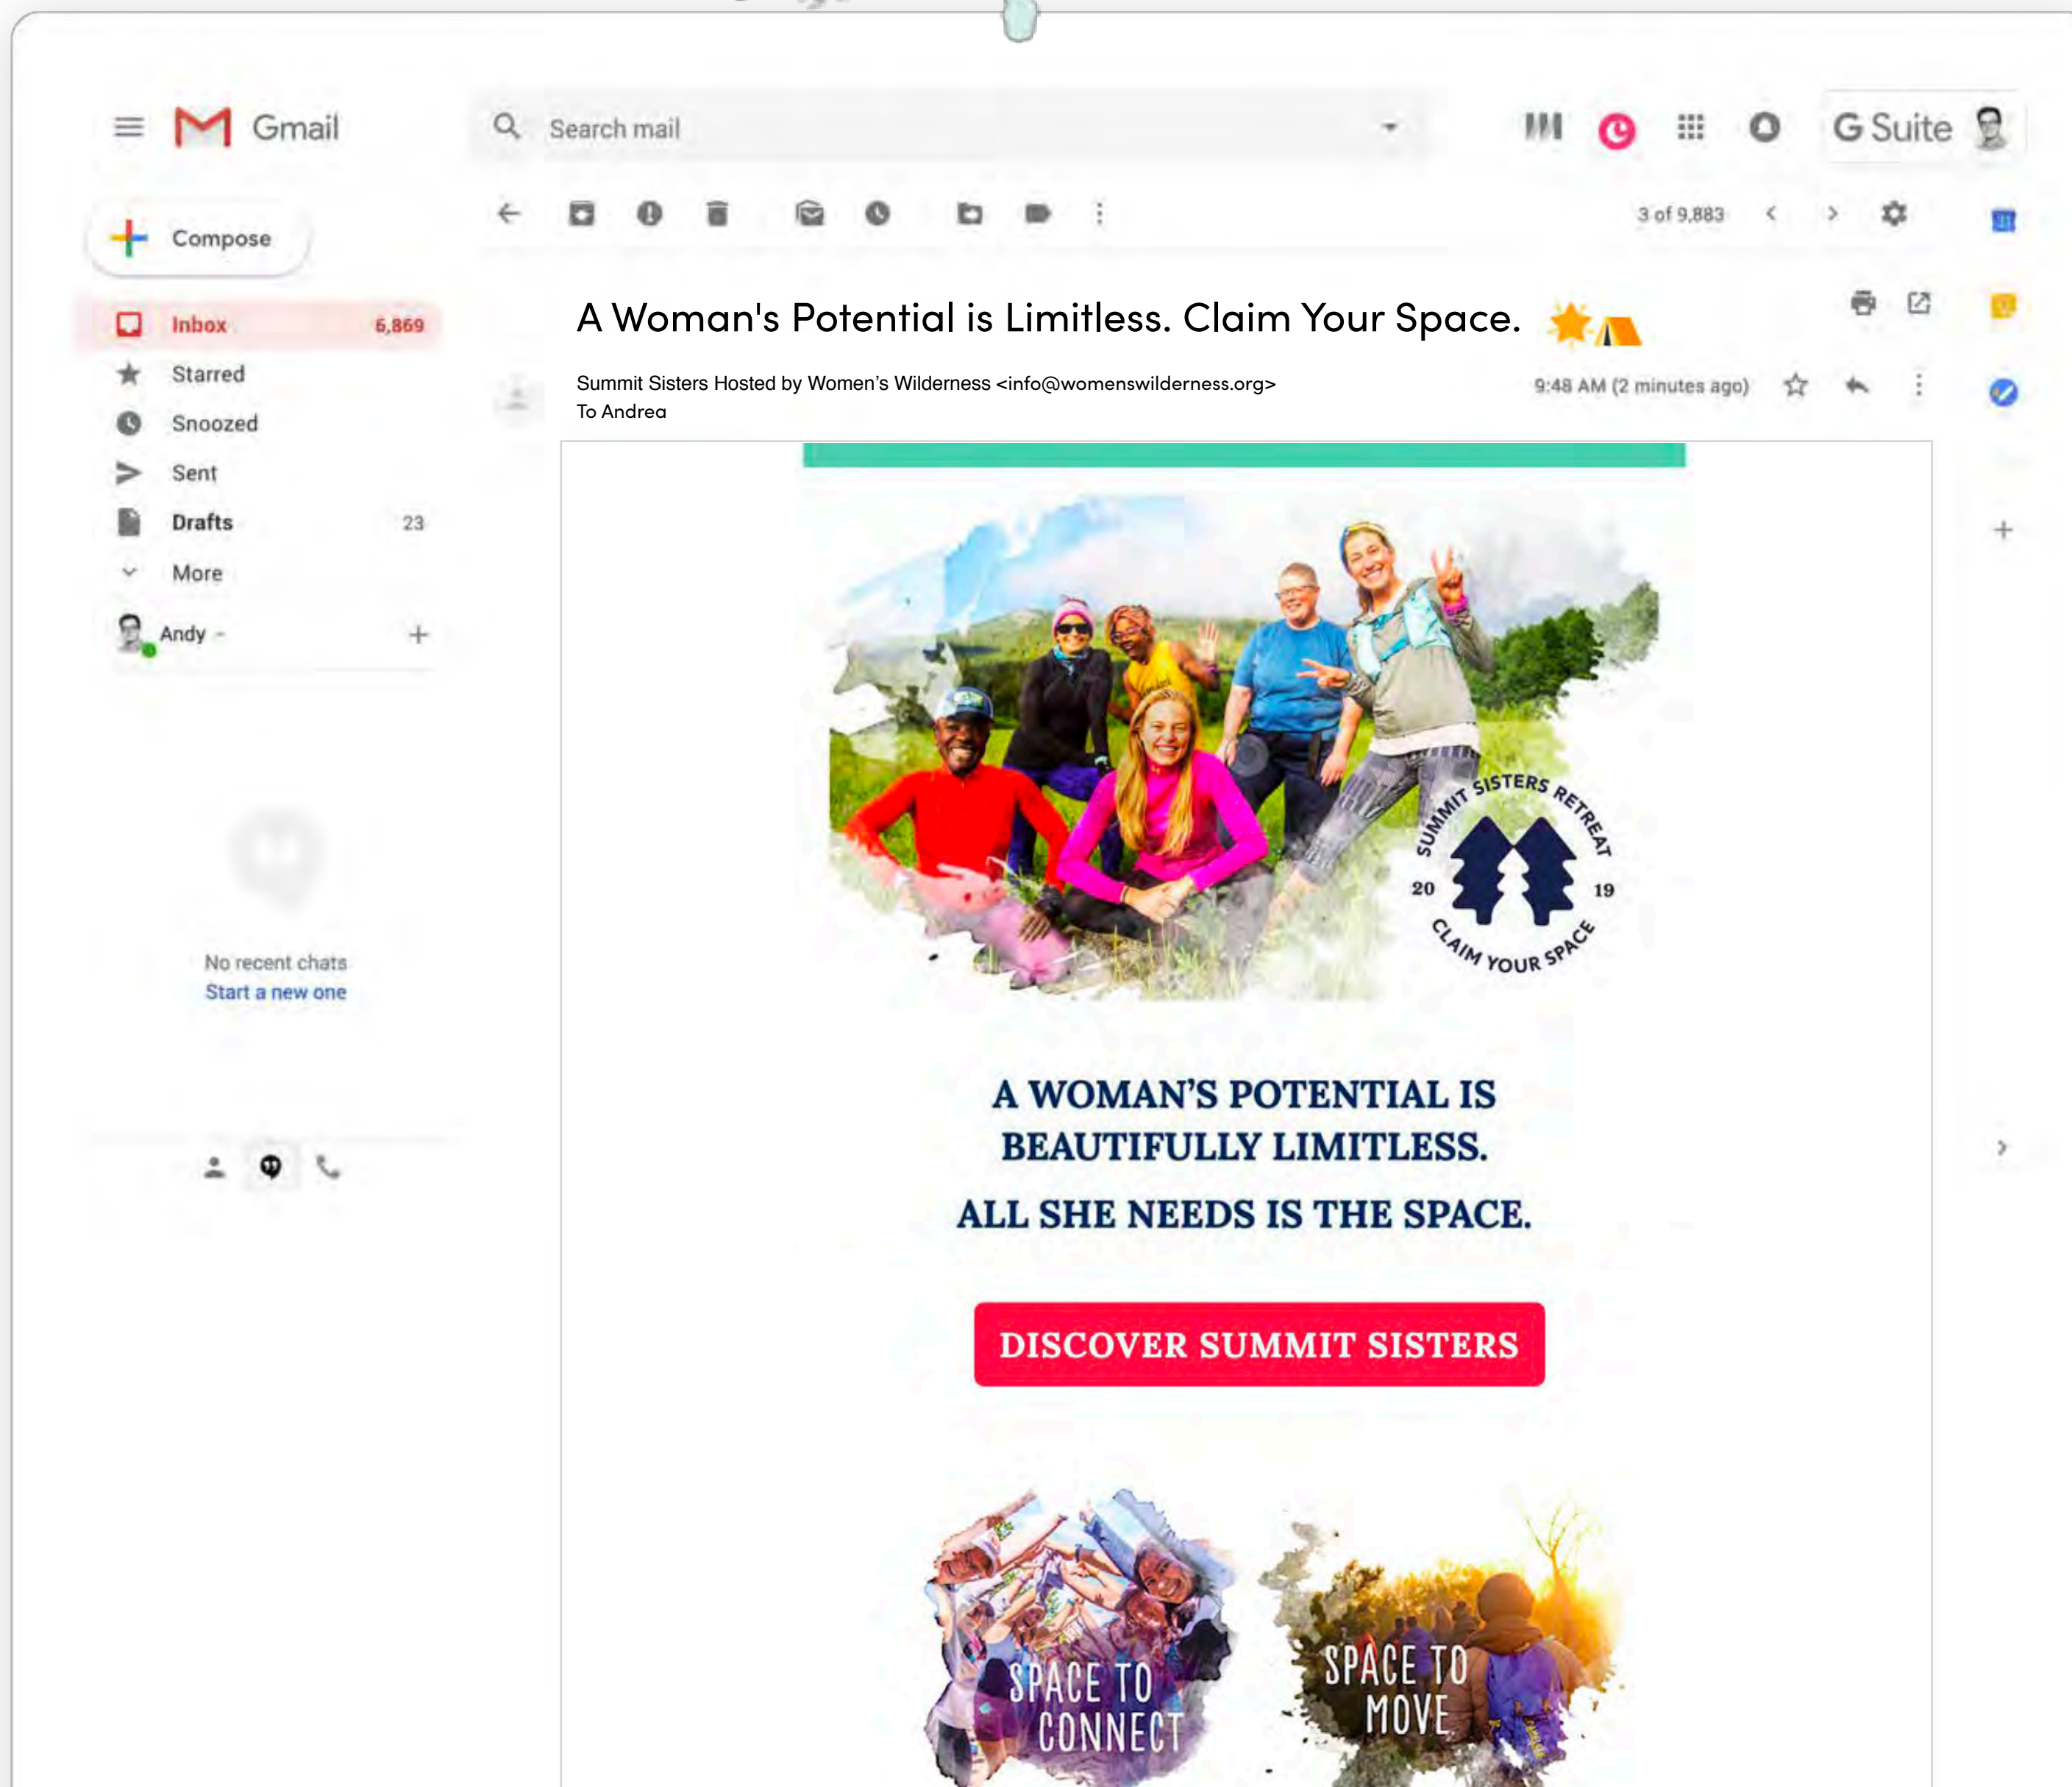 Gmail
Search mail
G Suite
Compose
3 of 9,883
31
Inbox 6,869
Starred
Snoozed
Sent
Drafts 23
More
Andy -
No recent chats
Start a new one
A Woman's Potential is Limitless. Claim Your Space.
Summit Sisters Hosted by Women’s Wilderness <info@womenswilderness.org>
9:48 AM (2 minutes ago)
To Andrea
SUMMIT SISTERS RETREAT
20 19
CLAIM YOUR SPACE
A WOMAN’S POTENTIAL IS
BEAUTIFULLY LIMITLESS.
ALL SHE NEEDS IS THE SPACE.
DISCOVER SUMMIT SISTERS
SPACE TO
CONNECT
SPACE TO
MOVE